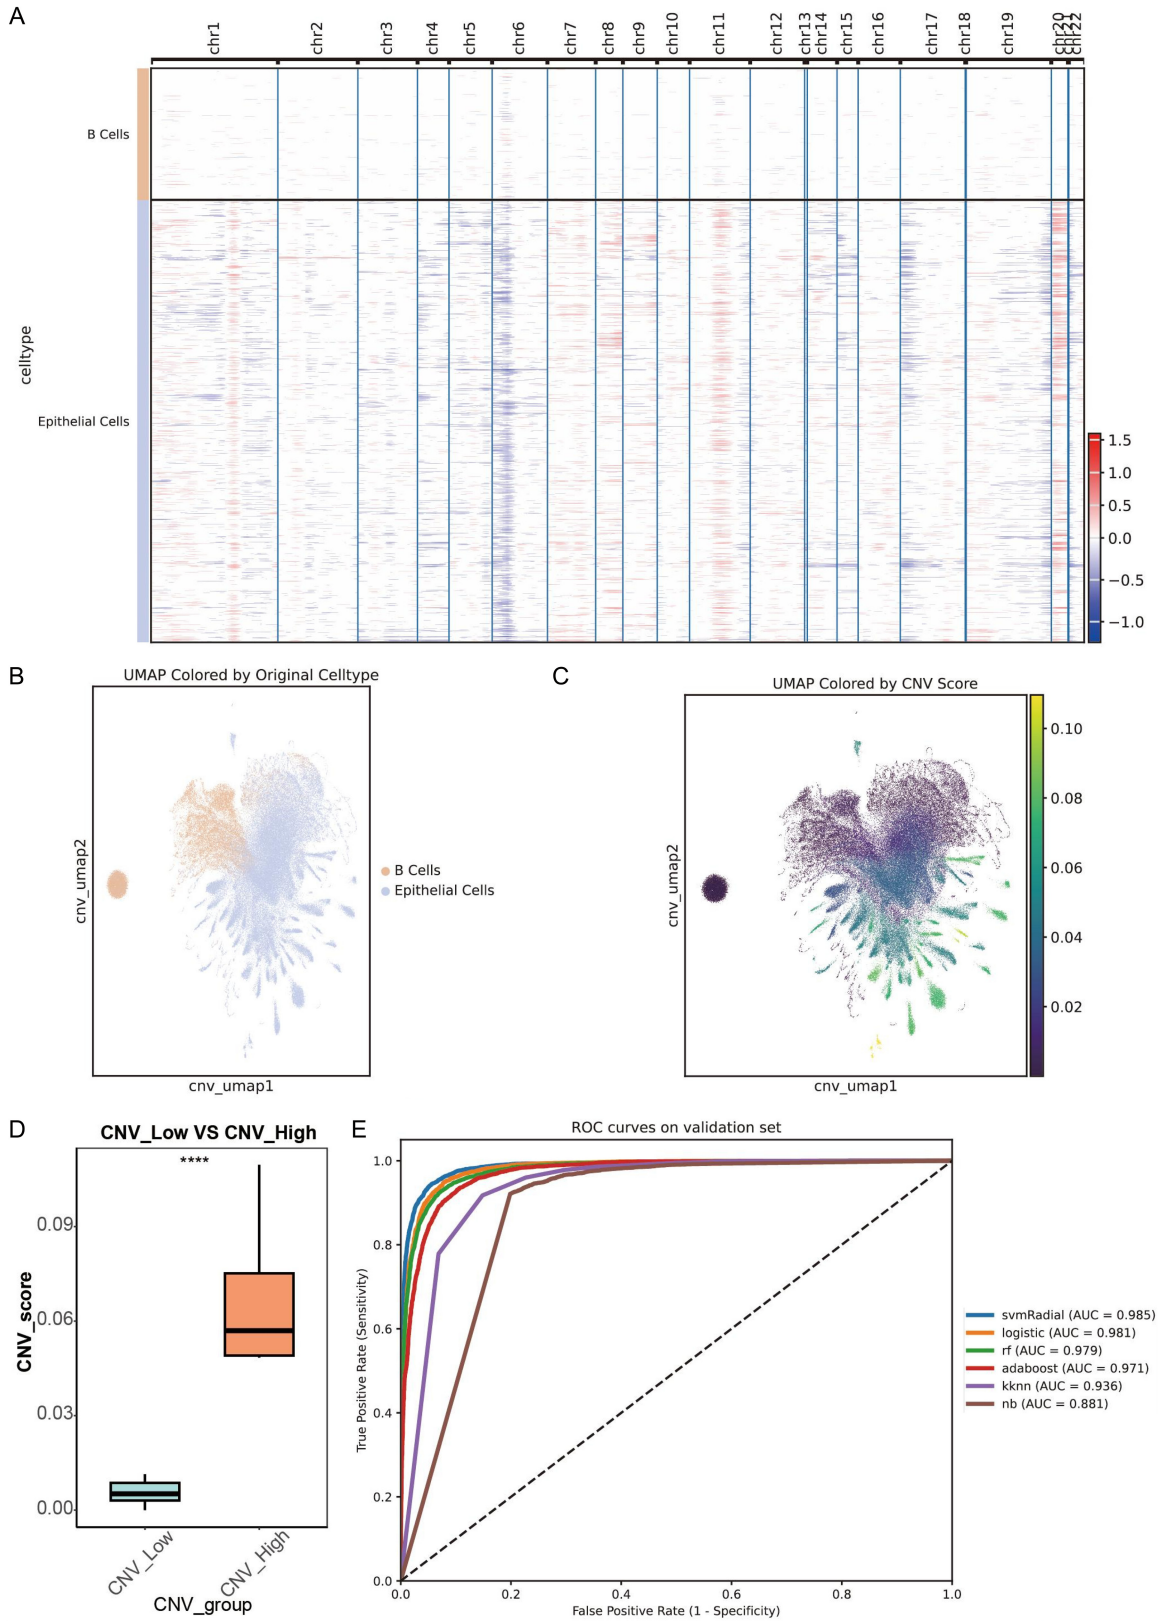 A
chr1
chr2
chr3
chr4
chr5
chr6
chr7
chr8
chr9
chr10
chr11
chr12
chr13
chr14
chr15
chr16
chr17
chr18
chr19
chr20
chr21
chr22
B Cells
celltype
Epithelial Cells
1.5
1.0
0.5
0.0
−0.5
−1.0
B
UMAP Colored by Original Celltype
cnv_umap2
cnv_umap1
B Cells
Epithelial Cells
C
UMAP Colored by CNV Score
cnv_umap2
cnv_umap1
0.10
0.08
0.06
0.04
0.02
D
CNV_Low VS CNV_High
****
CNV_score
0.09
0.06
0.03
0.00
CNV_Low
CNV_High
CNV_group
E
ROC curves on validation set
True Positive Rate (Sensitivity)
1.0
0.8
0.6
0.4
0.2
0.0
0.0
0.2
0.4
0.6
0.8
1.0
False Positive Rate (1 - Specificity)
svmRadial (AUC = 0.985)
logistic (AUC = 0.981)
rf (AUC = 0.979)
adaboost (AUC = 0.971)
kknn (AUC = 0.936)
nb (AUC = 0.881)